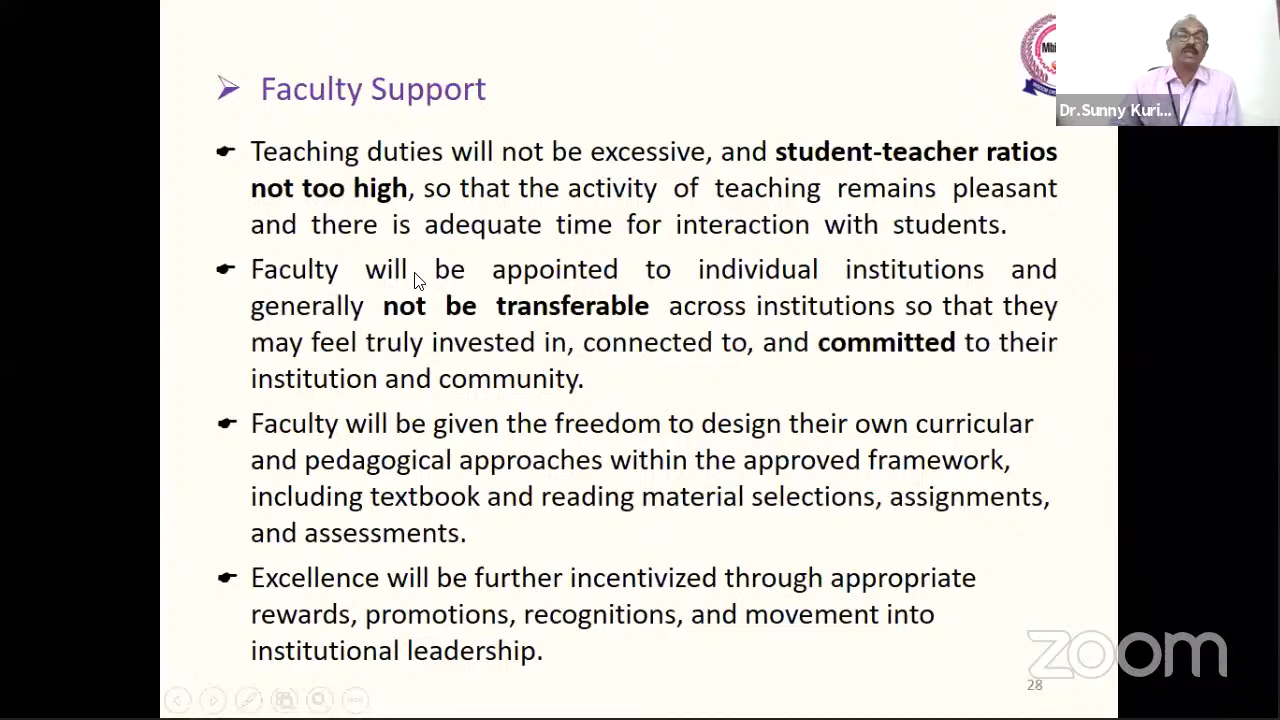 Faculty Support
Teaching duties will not be excessive, and student-teacher ratios
not too high, so that the activity of teaching remains pleasant
and there is adequate time for interaction with students.
Faculty will be appointed to individual institutions and
generally not be transferable across institutions so that they
may feel truly invested in, connected to, and committed to their
institution and community.
Faculty will be given the freedom to design their own curricular
and pedagogical approaches within the approved framework,
including textbook and reading material selections, assignments,
and assessments.
Excellence will be further incentivized through appropriate
rewards, promotions, recognitions, and movement into
institutional leadership.
28
Dr.Sunny Kuri...
zoom